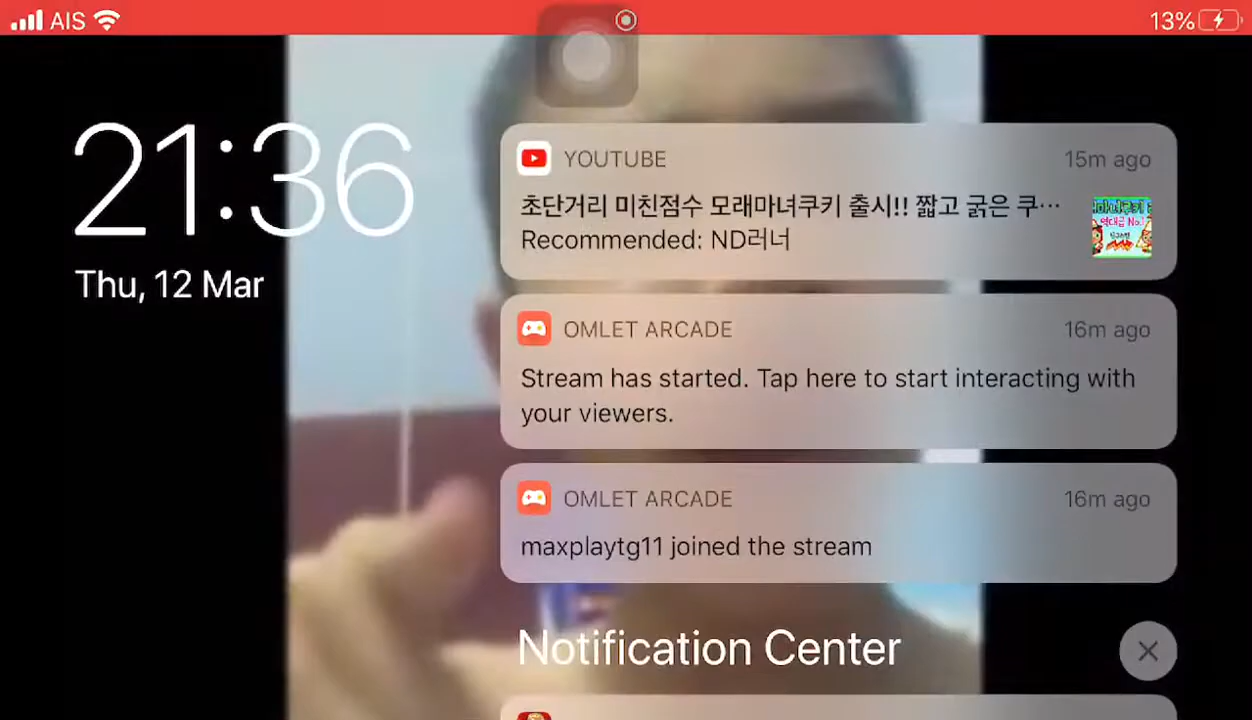 AIS
13%
21:36
Thu, 12 Mar
YOUTUBE
15m ago
초단거리 미친점수 모래마녀쿠키 출시!! 짧고 굵은 쿠…
Recommended: ND러너
OMLET ARCADE
16m ago
Stream has started. Tap here to start interacting with
your viewers.
OMLET ARCADE
16m ago
maxplaytg11 joined the stream
Notification Center